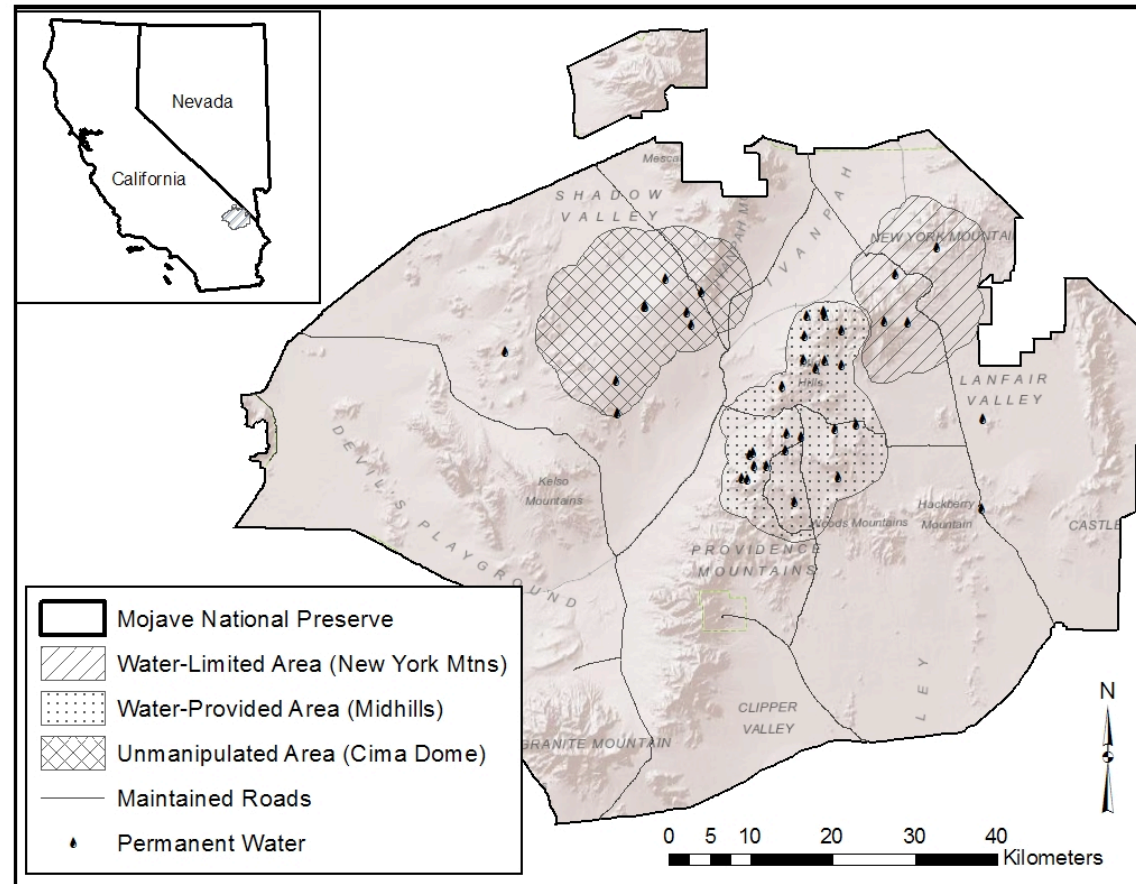 Nevada
California
Mesca
SHADOW
VALLEY
IVANPAH
NEW YORK MOUNTAIN
Hills
LANFAIR
VALLEY
DEVIL'S PLAYGROUND
Kelso
Mountains
Hackberry
Mountain
Woods Mountains
CASTLE
PROVIDENCE
MOUNTAINS
LEY
CLIPPER
VALLEY
GRANITE MOUNTAIN
Mojave National Preserve
Water-Limited Area (New York Mtns)
Water-Provided Area (Midhills)
Unmanipulated Area (Cima Dome)
Maintained Roads
Permanent Water
N
0 5 10 20 30 40
Kilometers